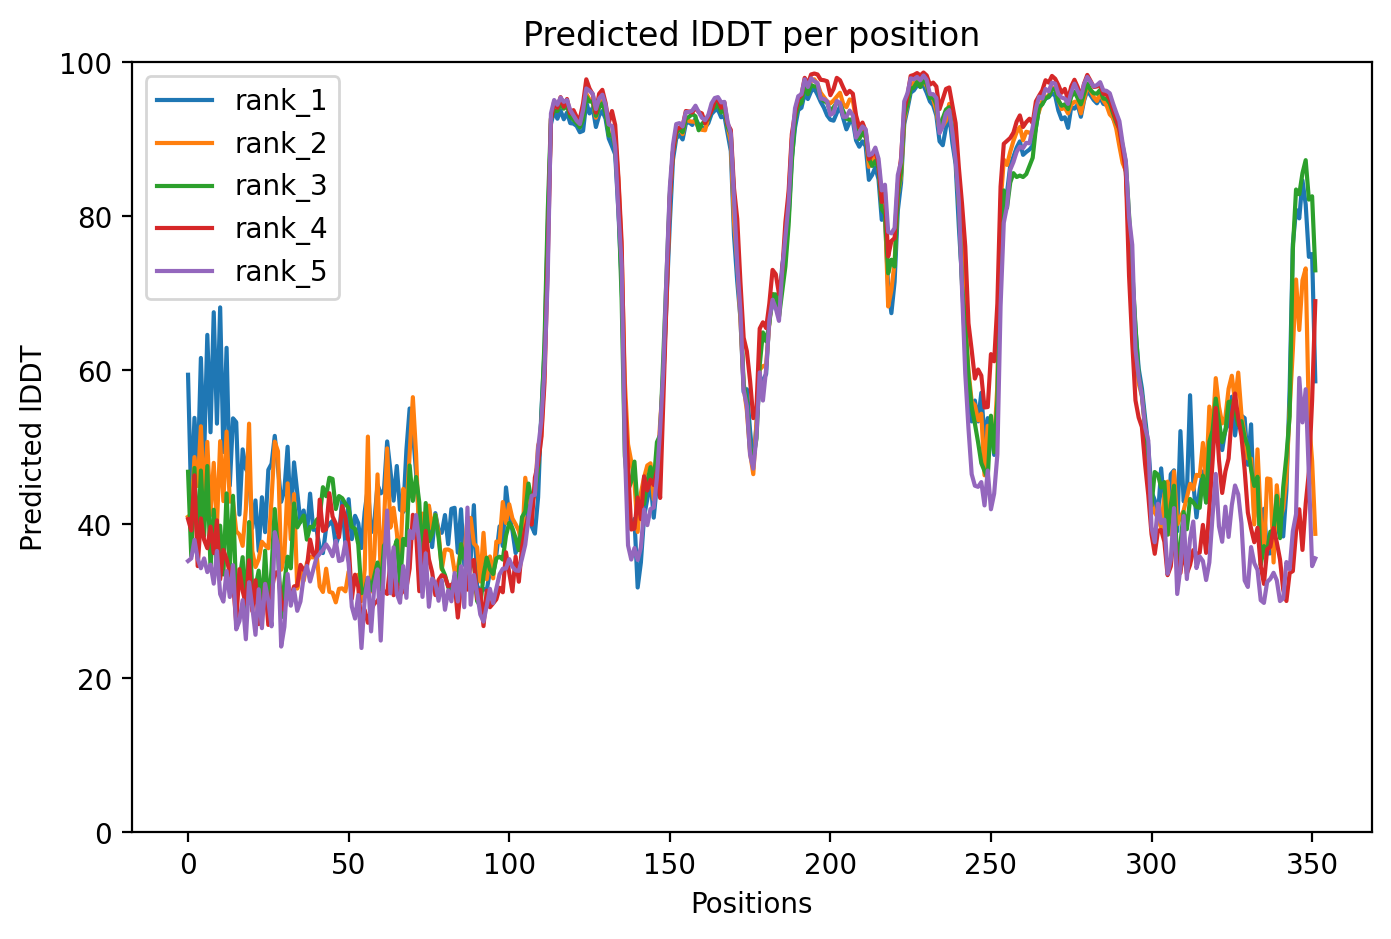 Predicted lDDT per position
100
80
60
40
20
0
Predicted lDDT
rank_1
rank_2
rank_3
rank_4
rank_5
0 50 100 150 200 250 300 350
Positions